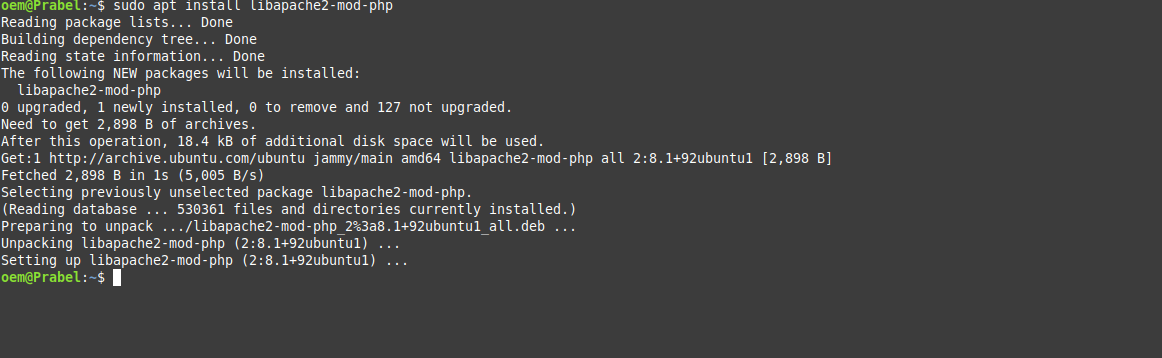 oem@Prabel:~$ sudo apt install libapache2-mod-php
Reading package lists... Done
Building dependency tree... Done
Reading state information... Done
The following NEW packages will be installed:
  libapache2-mod-php
0 upgraded, 1 newly installed, 0 to remove and 127 not upgraded.
Need to get 2,898 B of archives.
After this operation, 18.4 kB of additional disk space will be used.
Get:1 http://archive.ubuntu.com/ubuntu jammy/main amd64 libapache2-mod-php all 2:8.1+92ubuntu1 [2,898 B]
Fetched 2,898 B in 1s (5,005 B/s)
Selecting previously unselected package libapache2-mod-php.
(Reading database ... 530361 files and directories currently installed.)
Preparing to unpack .../libapache2-mod-php_2%3a8.1+92ubuntu1_all.deb ...
Unpacking libapache2-mod-php (2:8.1+92ubuntu1) ...
Setting up libapache2-mod-php (2:8.1+92ubuntu1) ...
oem@Prabel:~$